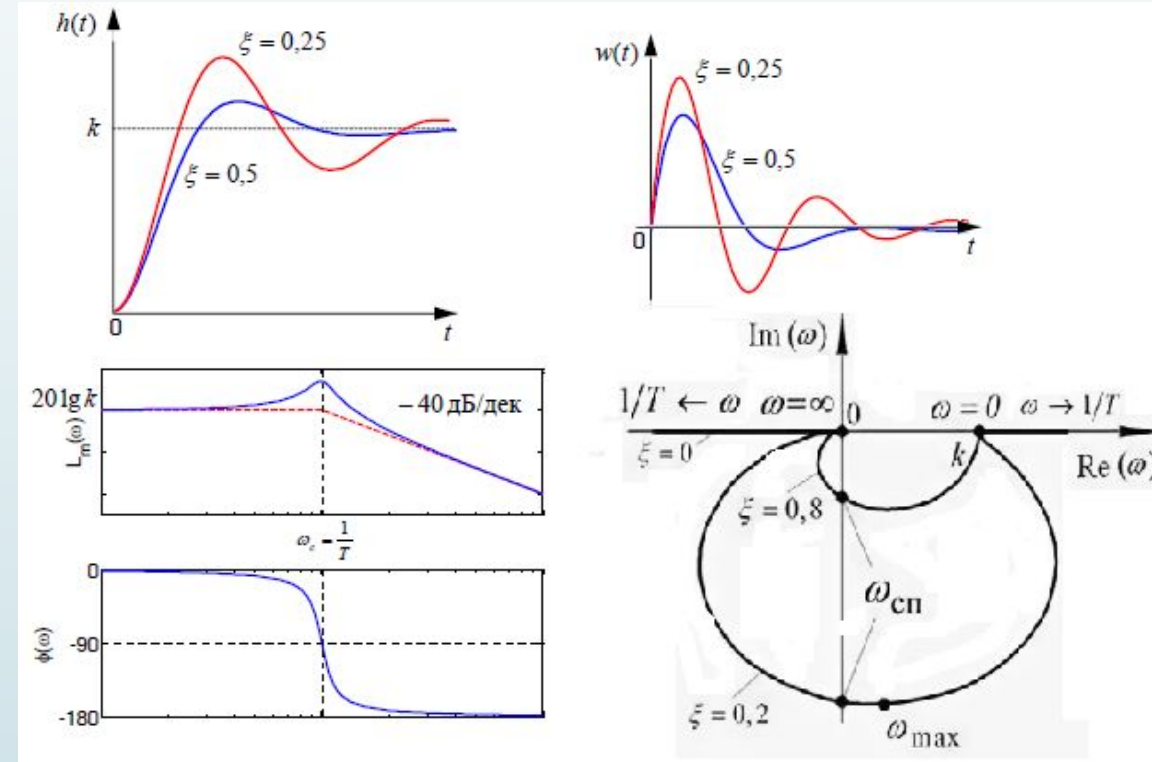 h(t)
ξ = 0,25
k
ξ = 0,5
0
t
w(t)
ξ = 0,25
ξ = 0,5
0
t
20lg k
L_m(ω)
– 40 дБ/дек
ω_c = 1/T
0
-90
-180
ϕ(ω)
Im (ω)
1/T ← ω ω=∞ 0 ω = 0 ω → 1/T
ξ = 0
k
Re (ω)
ξ = 0,8
ω_сп
ξ = 0,2
ω_max